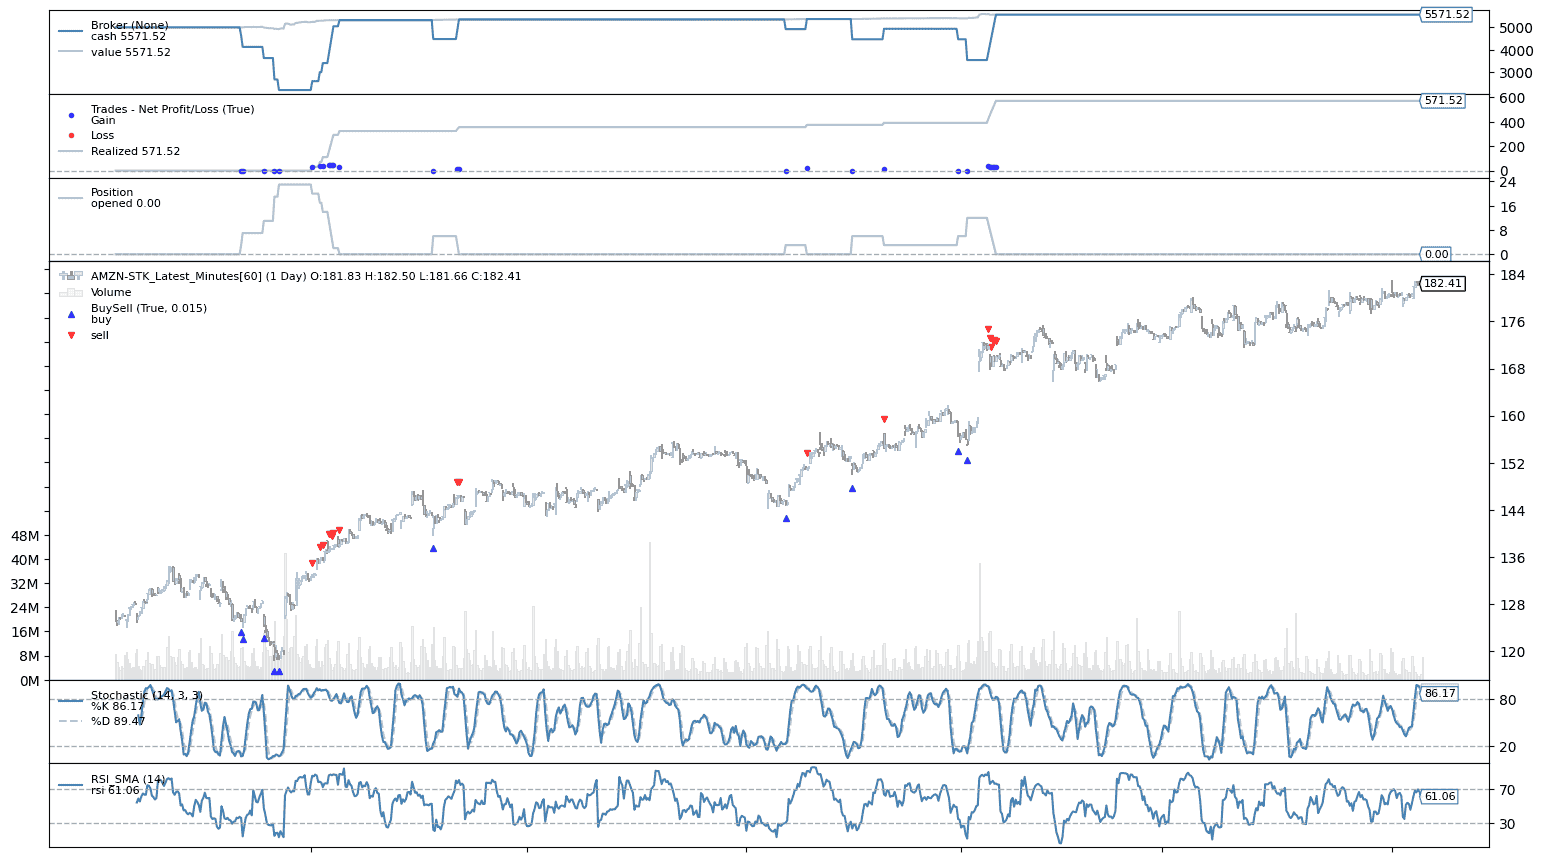 Broker (None)
cash 5571.52
value 5571.52
5571.52
5000
4000
3000
Trades - Net Profit/Loss (True)
Gain
Loss
Realized 571.52
571.52
600
400
200
0
Position
opened 0.00
24
16
8
0
0.00
AMZN-STK_Latest_Minutes[60] (1 Day) O:181.83 H:182.50 L:181.66 C:182.41
Volume
BuySell (True, 0.015)
buy
sell
182.41
184
176
168
160
152
144
136
128
120
48M
40M
32M
24M
16M
8M
0M
Stochastic (14, 3, 3)
%K 86.17
%D 89.47
86.17
80
20
RSI_SMA (14)
rsi 61.06
61.06
70
30